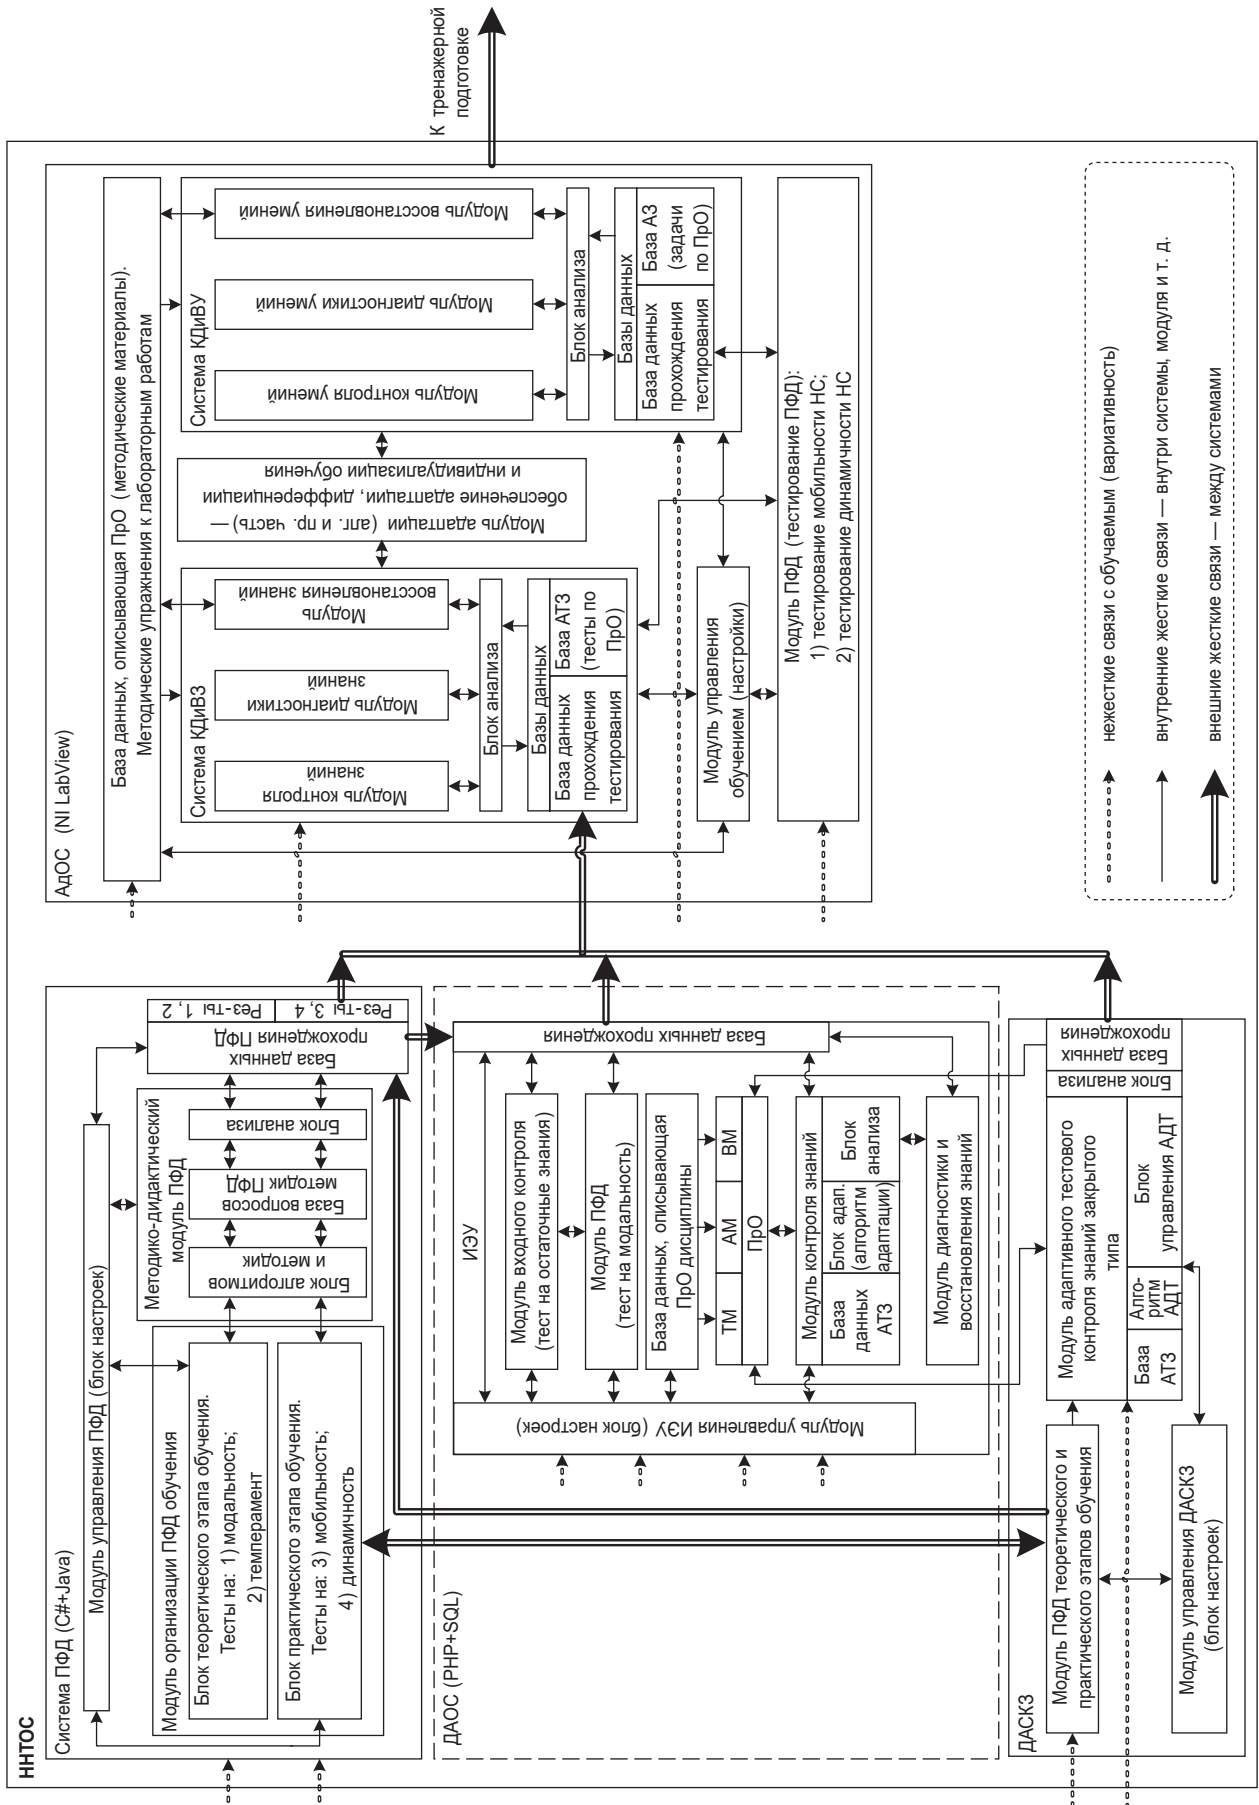 ННТОС
Система ПФД (C#+Java)
Модуль управления ПФД (блок настроек)
Модуль организации ПФД обучения
Блок теоретического этапа обучения.
Тесты на: 1) модальность;
2) темперамент
Блок практического этапа обучения.
Тесты на: 3) мобильность;
4) динамичность
Методико-дидактический
модуль ПФД
Блок алгоритмов
и методик
База вопросов
методик ПФД
Блок анализа
База данных
прохождения ПФД
Рез-ты 1, 2
Рез-ты 3, 4
ДАОС (PHP+SQL)
ИЭУ
Модуль управления ИЭУ (блок настроек)
Модуль входного контроля
(тест на остаточные знания)
Модуль ПФД
(тест на модальность)
База данных, описывающая
ПрО дисциплины
ТМ
АМ
ВМ
ПрО
Модуль контроля знаний
База
данных
АТЗ
Блок адап.
(алгоритм
адаптации)
Блок
анализа
Модуль диагностики и
восстановления знаний
База данных прохождения
ДАСКЗ
Модуль ПФД теоретического и
практического этапов обучения
Модуль управления ДАСКЗ
(блок настроек)
Модуль адаптивного тестового
контроля знаний закрытого
типа
База
АТЗ
Алго-
ритм
АДТ
Блок
управления АДТ
Блок анализа
База данных
прохождения
АдОС (NI LabView)
База данных, описывающая ПрО (методические материалы).
Методические упражнения к лабораторным работам
Система КДиВЗ
Модуль контроля
знаний
Модуль диагностики
знаний
Модуль
восстановления знаний
Блок анализа
Базы данных
База данных
прохождения
тестирования
База АТЗ
(тесты по
ПрО)
Модуль адаптации (алг. и пр. часть) —
обеспечение адаптации, дифференциации
и индивидуализации обучения
Система КДиВУ
Модуль контроля умений
Модуль диагностики умений
Модуль восстановления умений
Блок анализа
Базы данных
База данных
прохождения
тестирования
База АЗ
(задачи
по ПрО)
Модуль управления
обучением (настройки)
Модуль ПФД (тестирование ПФД):
1) тестирование мобильности НС;
2) тестирование динамичности НС
К тренажерной
подготовке
нежесткие связи с обучаемым (вариативность)
внутренние жесткие связи — внутри системы, модуля и т. д.
внешние жесткие связи — между системами